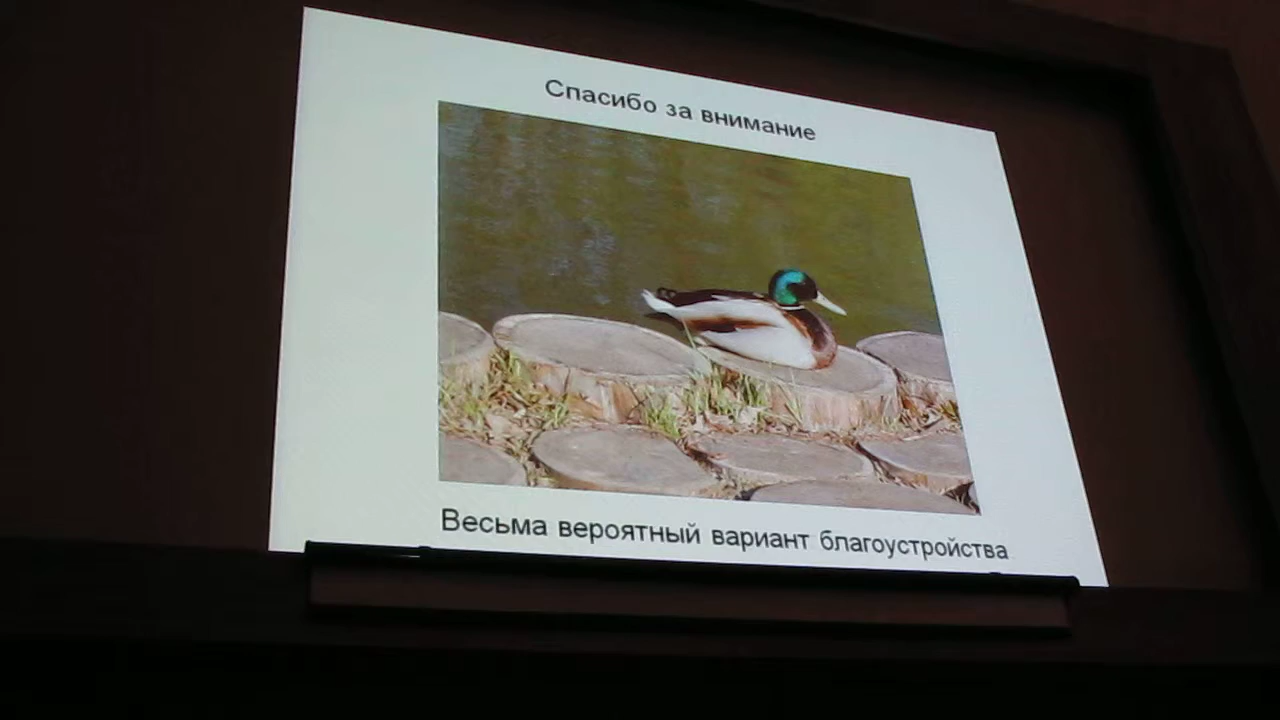 Спасибо за внимание
Весьма вероятный вариант благоустройства